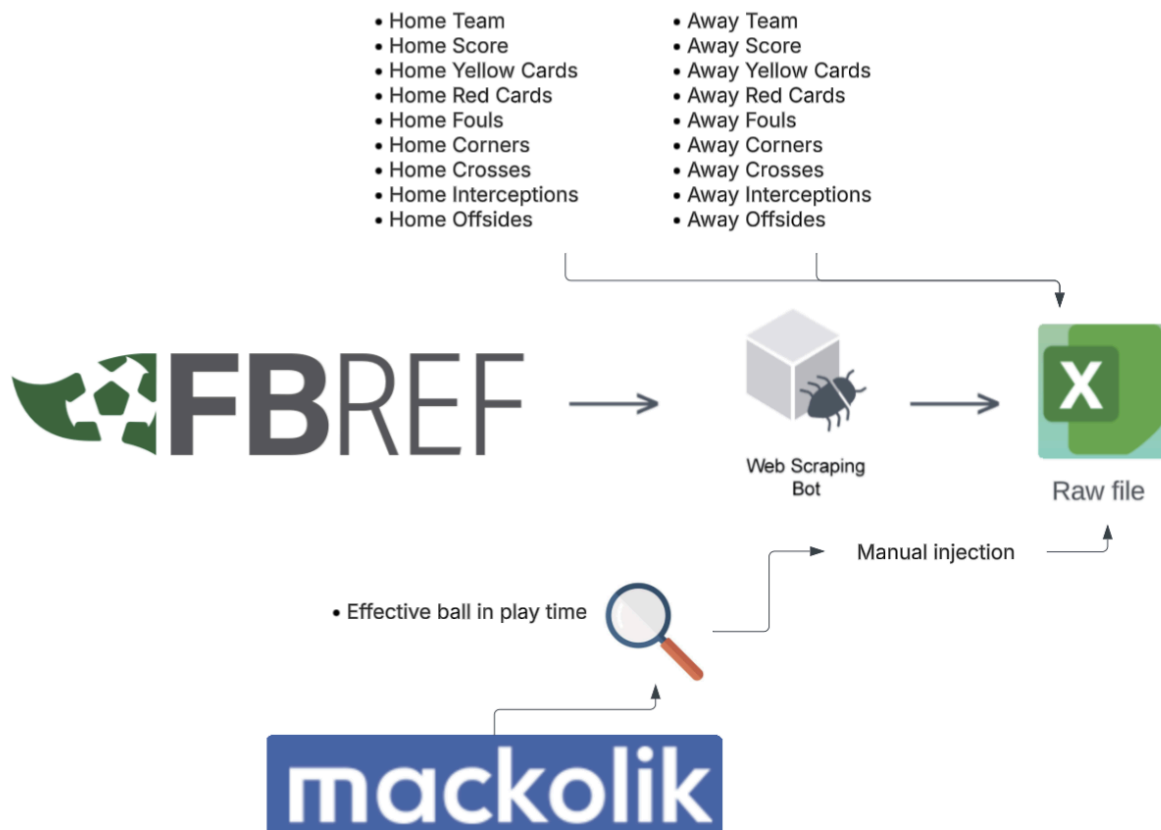 • Home Team
• Home Score
• Home Yellow Cards
• Home Red Cards
• Home Fouls
• Home Corners
• Home Crosses
• Home Interceptions
• Home Offsides
• Away Team
• Away Score
• Away Yellow Cards
• Away Red Cards
• Away Fouls
• Away Corners
• Away Crosses
• Away Interceptions
• Away Offsides
FBREF
Web Scraping
Bot
X
Raw file
Manual injection
• Effective ball in play time
mackolik